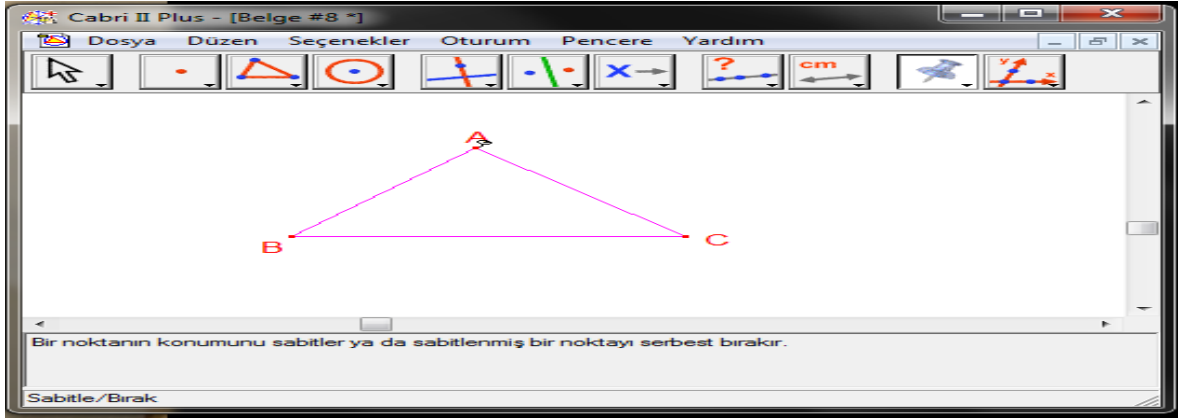 Cabri II Plus - [Belge #8 *]
Dosya Düzen Seçenekler Oturum Pencere Yardım
? cm y x
A
B
C
Bir noktanın konumunu sabitler ya da sabitlenmiş bir noktayı serbest bırakır.
Sabitle/Bırak